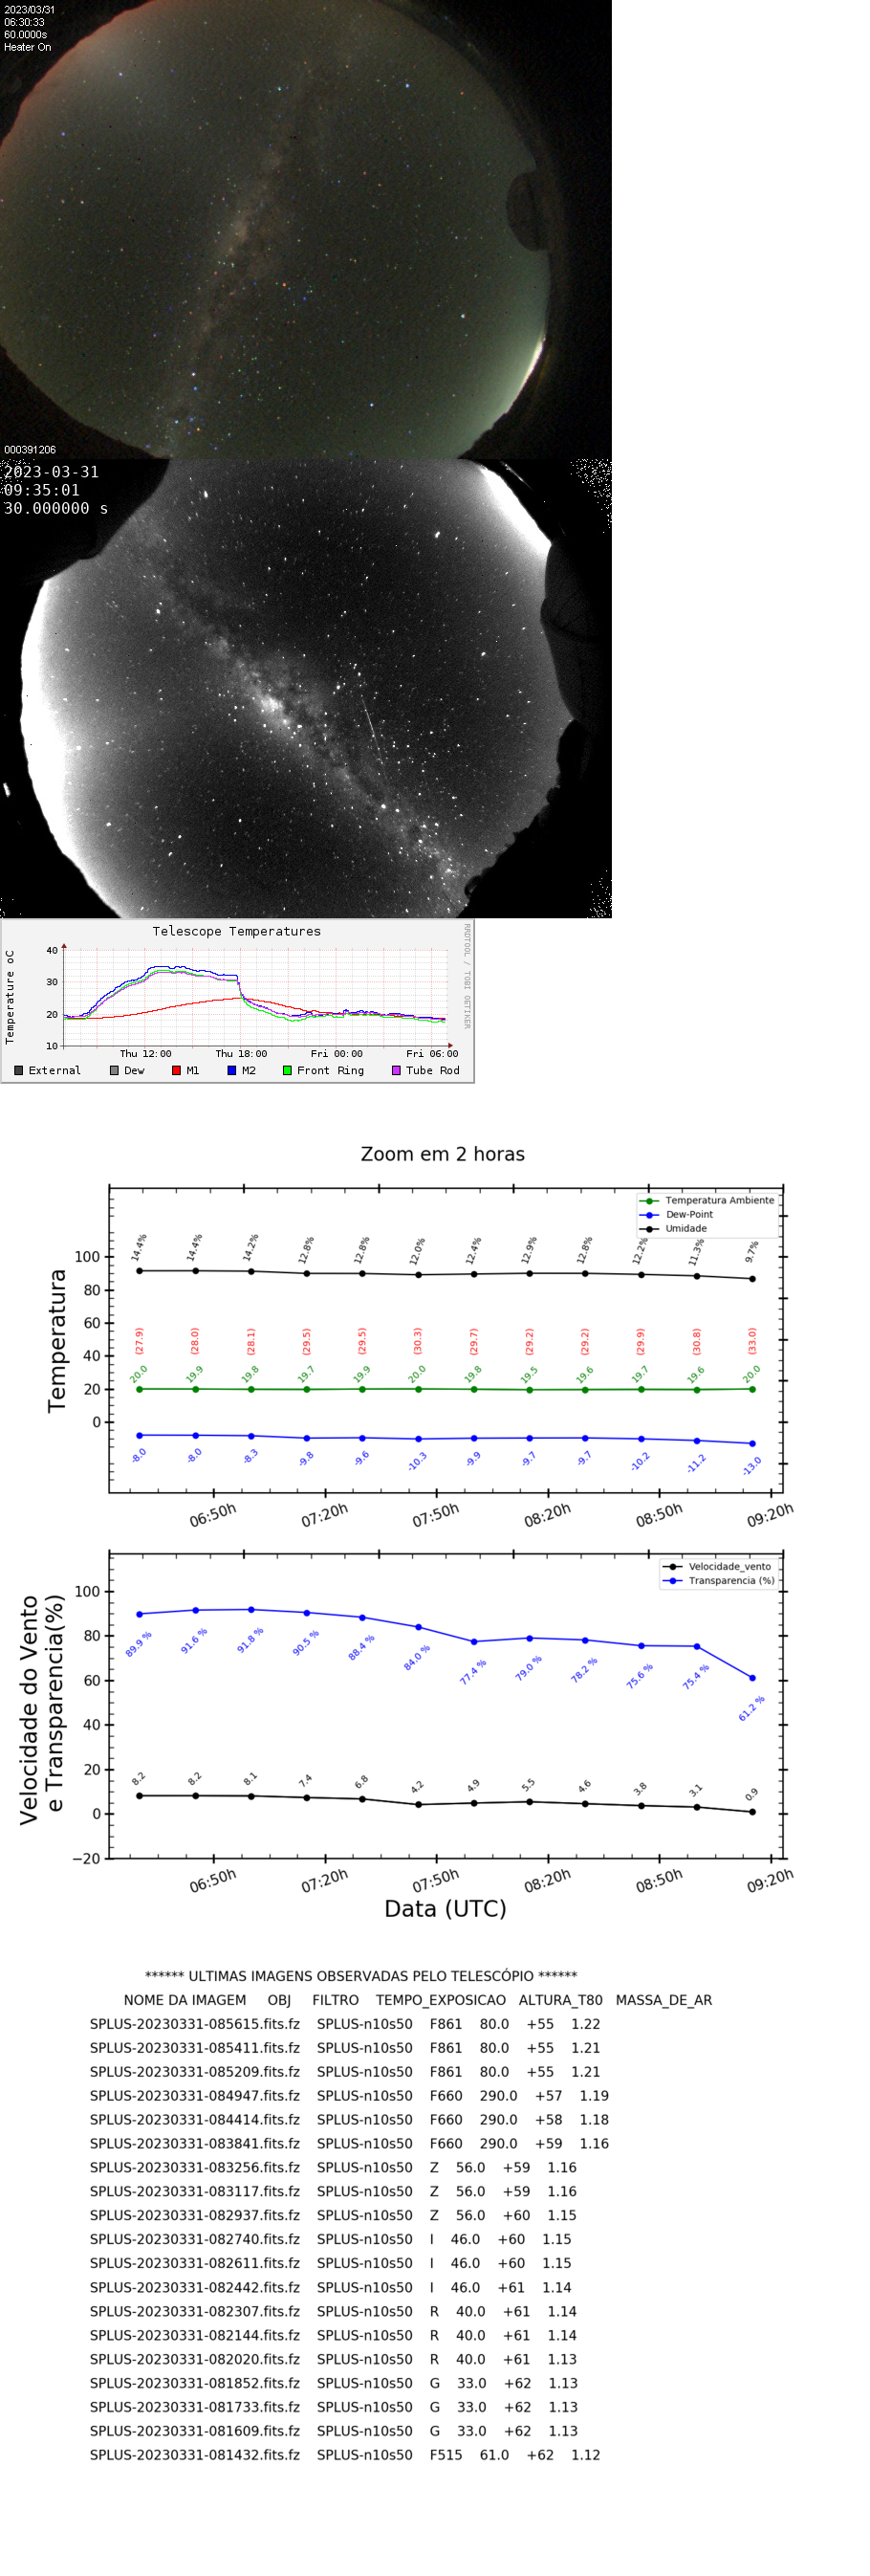 2023/03/31
06:30:33
60.0000s
Heater On
000391206
2023-03-31
09:35:01
30.000000 s
Telescope Temperatures
RRDTOOL / TOBI OETIKER
Temperature oC
40
30
20
10
Thu 12:00 Thu 18:00 Fri 00:00 Fri 06:00
External Dew M1 M2 Front Ring Tube Rod
Zoom em 2 horas
Temperatura Ambiente
Dew-Point
Umidade
Temperatura
100
80
60
40
20
0
14.4% 14.4% 14.2% 12.8% 12.8% 12.0% 12.4% 12.9% 12.8% 12.2% 11.3% 9.7%
(27.9) (28.0) (28.1) (29.5) (29.5) (30.3) (29.7) (29.2) (29.2) (29.9) (30.8) (33.0)
20.0 19.9 19.8 19.7 19.9 20.0 19.8 19.5 19.6 19.7 19.6 20.0
-8.0 -8.0 -8.3 -9.8 -9.6 -10.3 -9.9 -9.7 -9.7 -10.2 -11.2 -13.0
06:50h 07:20h 07:50h 08:20h 08:50h 09:20h
Velocidade_vento
Transparencia (%)
Velocidade do Vento
e Transparencia(%)
100
80
60
40
20
0
−20
89.9 % 91.6 % 91.8 % 90.5 % 88.4 % 84.0 % 77.4 % 79.0 % 78.2 % 75.6 % 75.4 % 61.2 %
8.2 8.2 8.1 7.4 6.8 4.2 4.9 5.5 4.6 3.8 3.1 0.9
06:50h 07:20h 07:50h 08:20h 08:50h 09:20h
Data (UTC)
****** ULTIMAS IMAGENS OBSERVADAS PELO TELESCÓPIO ******
NOME DA IMAGEM OBJ FILTRO TEMPO_EXPOSICAO ALTURA_T80 MASSA_DE_AR
SPLUS-20230331-085615.fits.fz SPLUS-n10s50 F861 80.0 +55 1.22
SPLUS-20230331-085411.fits.fz SPLUS-n10s50 F861 80.0 +55 1.21
SPLUS-20230331-085209.fits.fz SPLUS-n10s50 F861 80.0 +55 1.21
SPLUS-20230331-084947.fits.fz SPLUS-n10s50 F660 290.0 +57 1.19
SPLUS-20230331-084414.fits.fz SPLUS-n10s50 F660 290.0 +58 1.18
SPLUS-20230331-083841.fits.fz SPLUS-n10s50 F660 290.0 +59 1.16
SPLUS-20230331-083256.fits.fz SPLUS-n10s50 Z 56.0 +59 1.16
SPLUS-20230331-083117.fits.fz SPLUS-n10s50 Z 56.0 +59 1.16
SPLUS-20230331-082937.fits.fz SPLUS-n10s50 Z 56.0 +60 1.15
SPLUS-20230331-082740.fits.fz SPLUS-n10s50 I 46.0 +60 1.15
SPLUS-20230331-082611.fits.fz SPLUS-n10s50 I 46.0 +60 1.15
SPLUS-20230331-082442.fits.fz SPLUS-n10s50 I 46.0 +61 1.14
SPLUS-20230331-082307.fits.fz SPLUS-n10s50 R 40.0 +61 1.14
SPLUS-20230331-082144.fits.fz SPLUS-n10s50 R 40.0 +61 1.14
SPLUS-20230331-082020.fits.fz SPLUS-n10s50 R 40.0 +61 1.13
SPLUS-20230331-081852.fits.fz SPLUS-n10s50 G 33.0 +62 1.13
SPLUS-20230331-081733.fits.fz SPLUS-n10s50 G 33.0 +62 1.13
SPLUS-20230331-081609.fits.fz SPLUS-n10s50 G 33.0 +62 1.13
SPLUS-20230331-081432.fits.fz SPLUS-n10s50 F515 61.0 +62 1.12